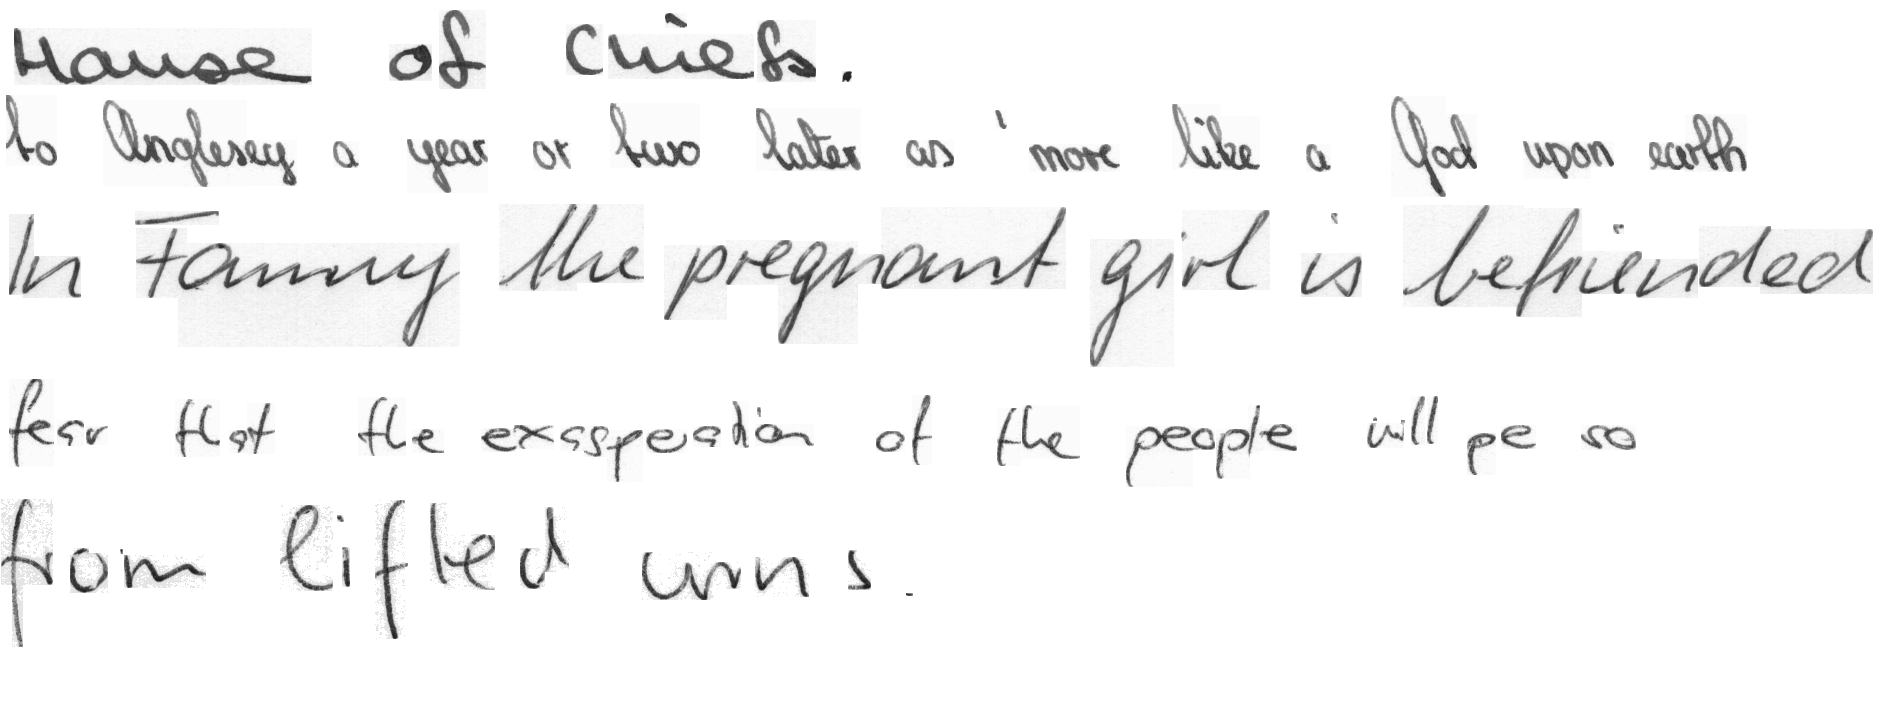 House of Chiefs.
to Anglesey a year or two later as 'more like a God upon earth
In Fanny the pregnant girl is befriended
fear that the exasperation of the people will pe so
from lifted urns.